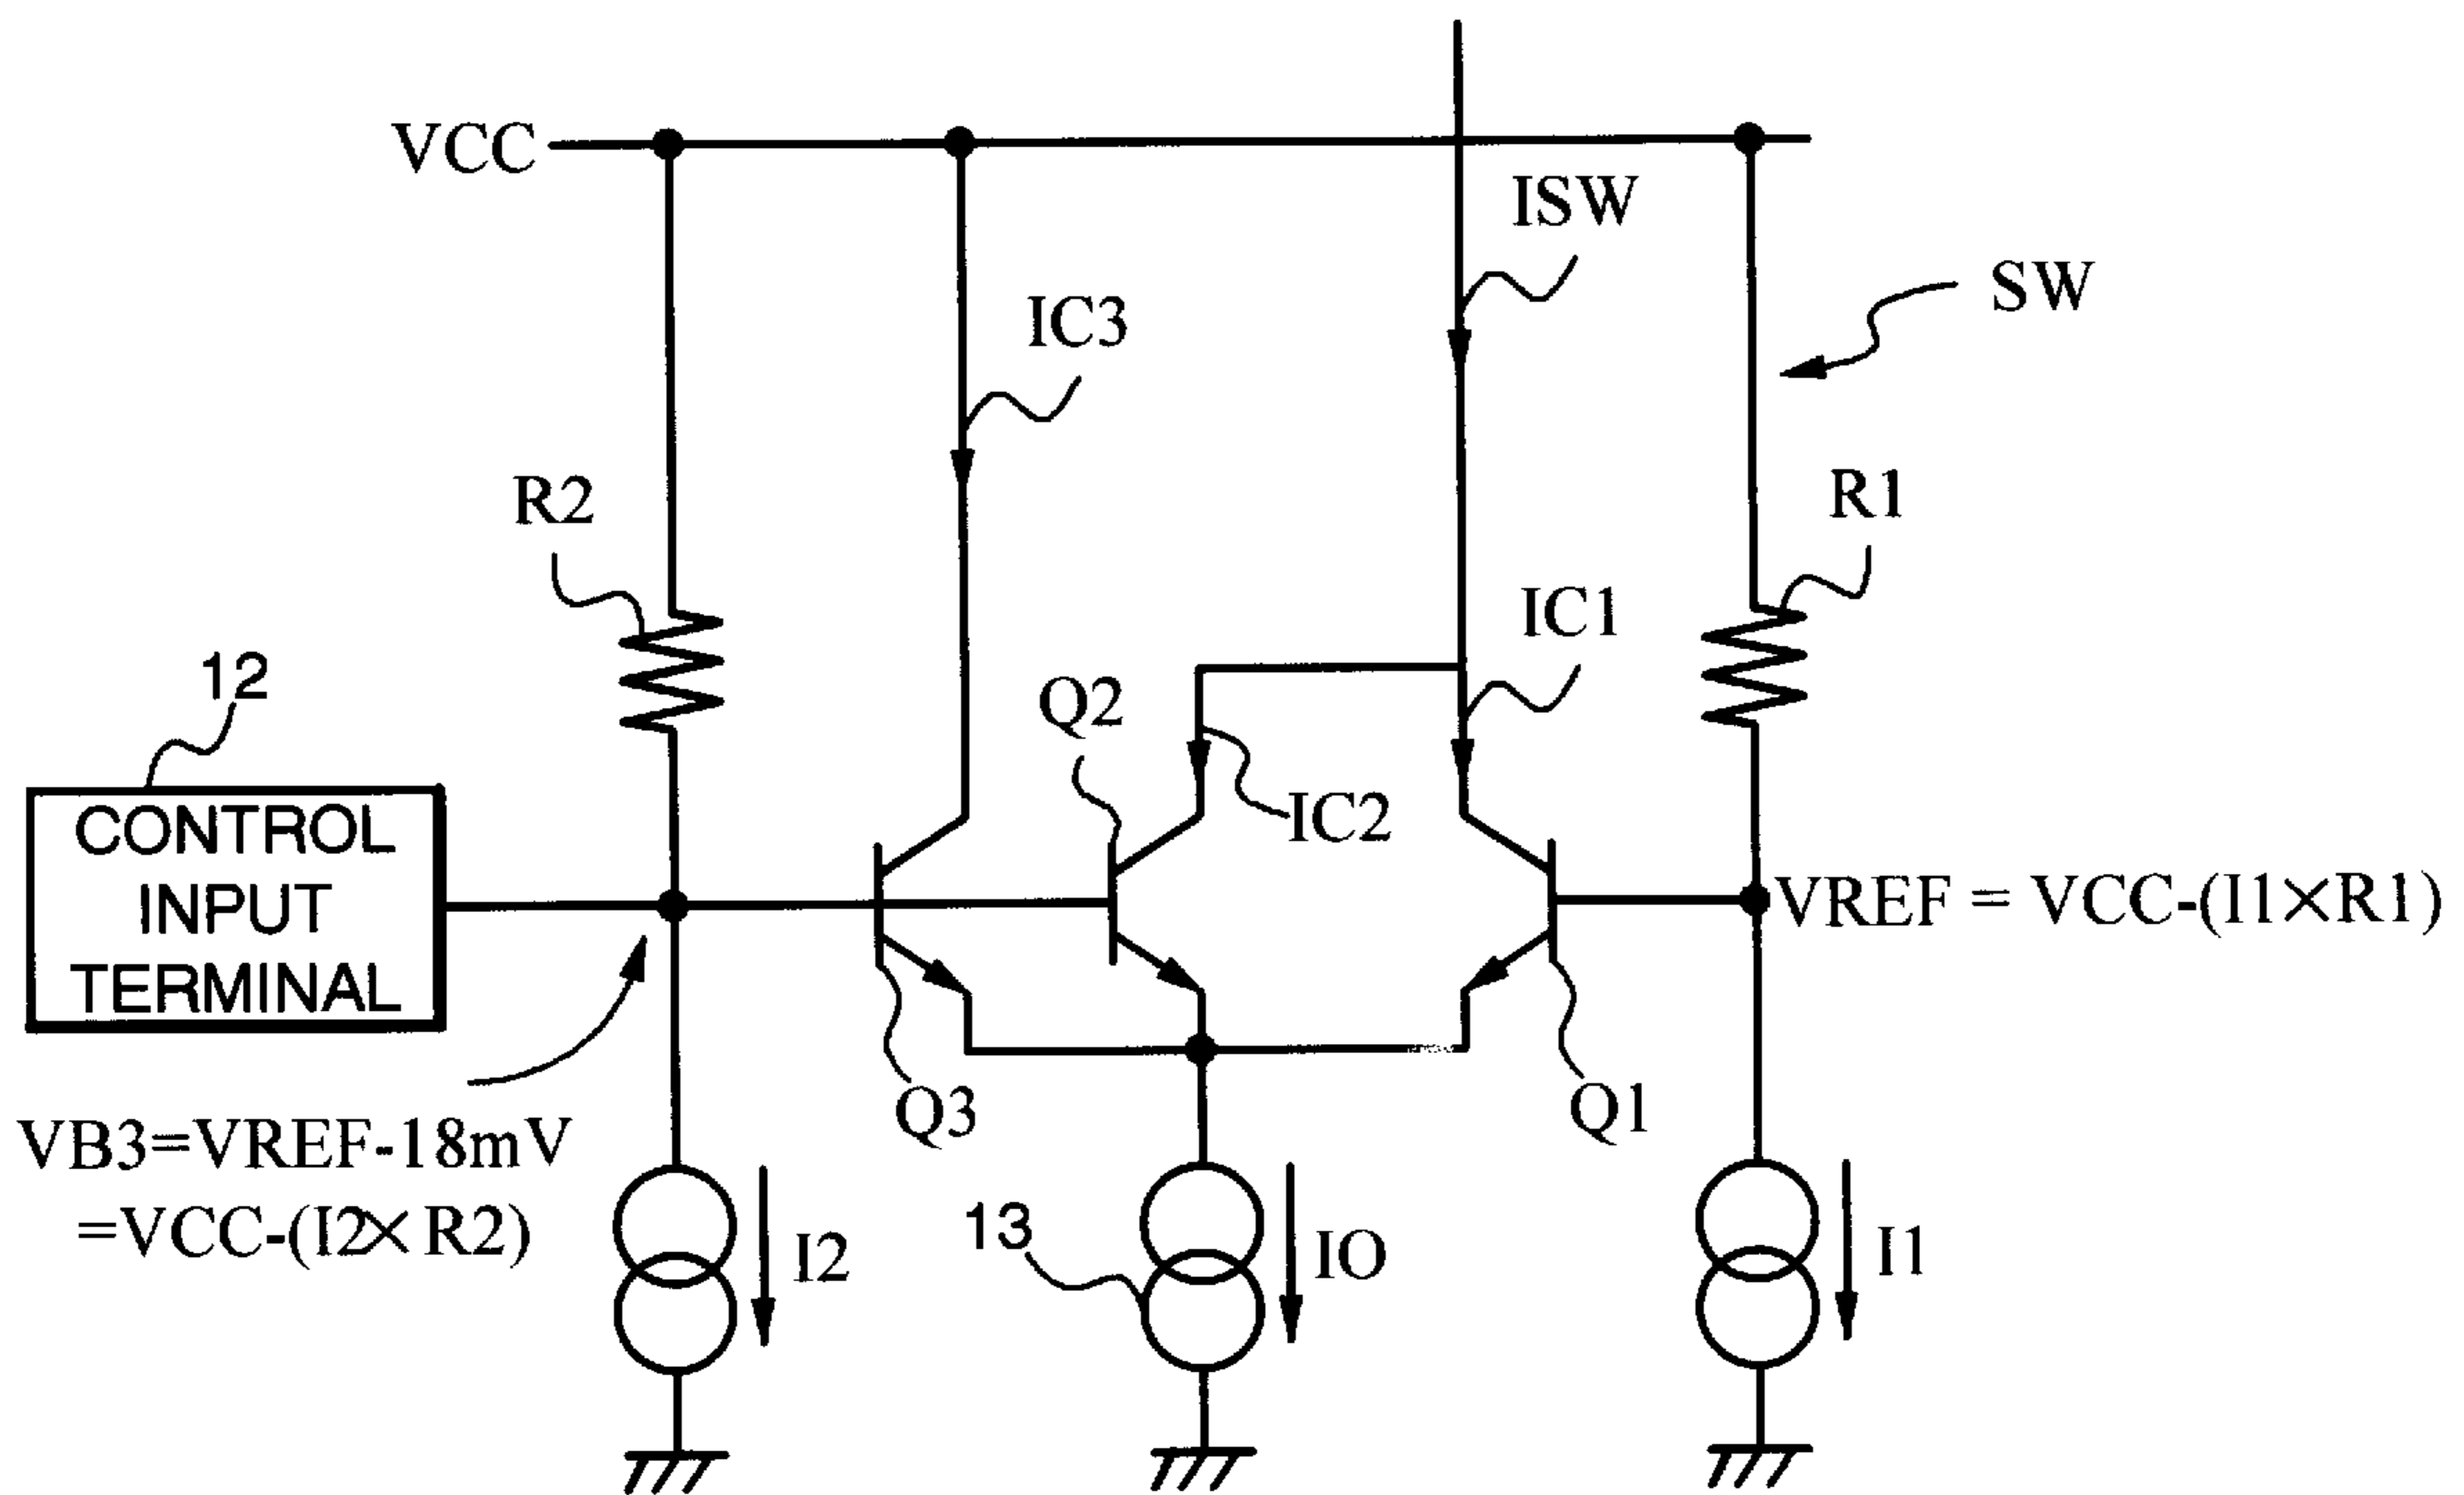 VCC
ISW
SW
IC3
R2
R1
IC1
12
Q2
IC2
CONTROL
INPUT
TERMINAL
VREF = VCC-(I1×R1)
Q3
Q1
VB3=VREF-18mV
=VCC-(I2×R2)
13
I2
IO
I1